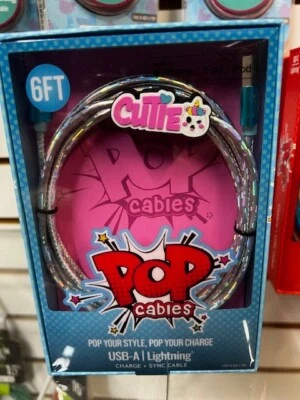 6FT
CUTIE
POP
cables
POP
cables
POP YOUR STYLE, POP YOUR CHARGE
USB-A | Lightning
CHARGE + SYNC CABLE